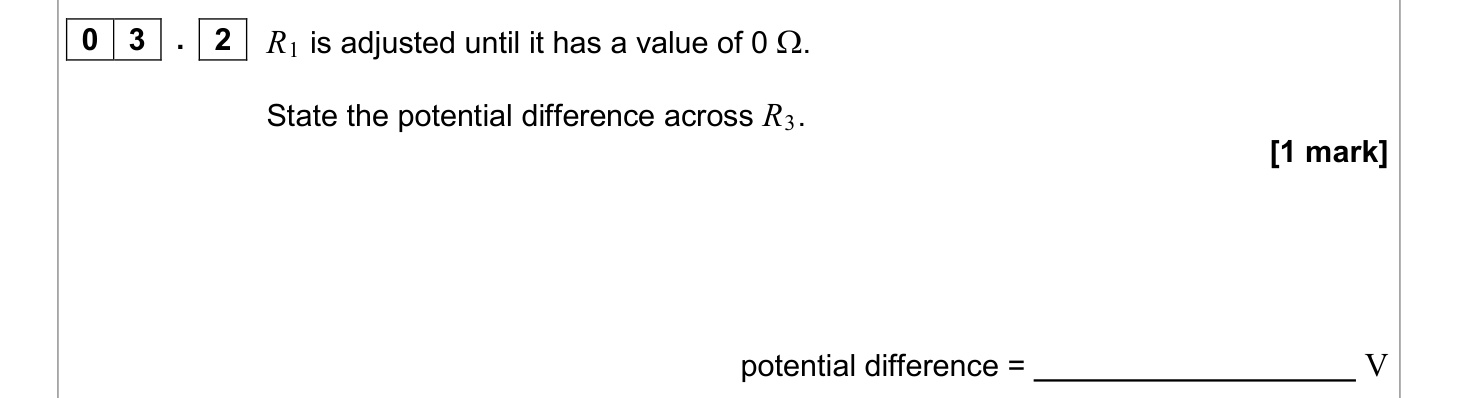 0 3 . 2 R1 is adjusted until it has a value of 0 Ω.
State the potential difference across R3.
[1 mark]
potential difference = ____________________ V